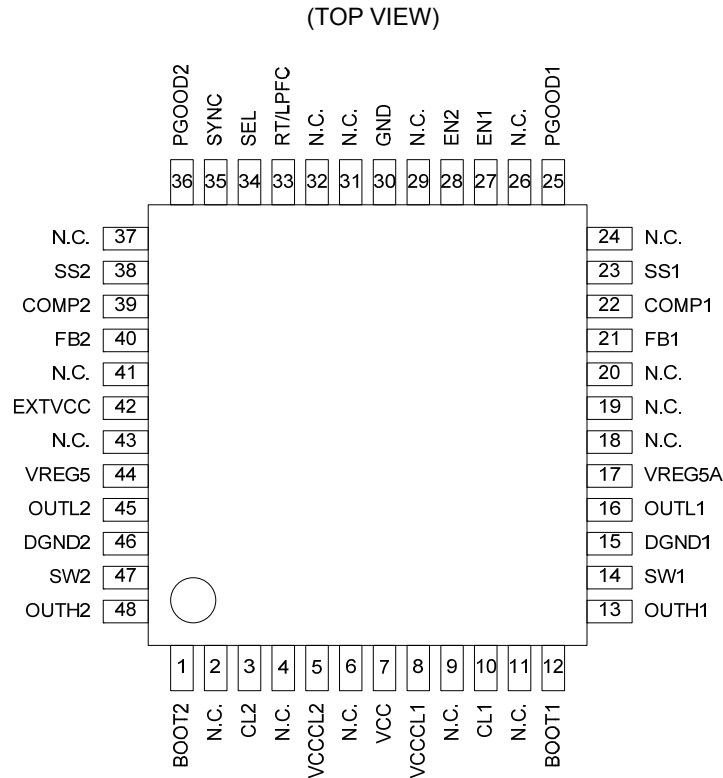 (TOP VIEW)
PGOOD2 SYNC SEL RT/LPFC N.C. N.C. GND N.C. EN2 EN1 N.C. PGOOD1
36 35 34 33 32 31 30 29 28 27 26 25
N.C. 37 24 N.C.
SS2 38 23 SS1
COMP2 39 22 COMP1
FB2 40 21 FB1
N.C. 41 20 N.C.
EXTVCC 42 19 N.C.
N.C. 43 18 N.C.
VREG5 44 17 VREG5A
OUTL2 45 16 OUTL1
DGND2 46 15 DGND1
SW2 47 14 SW1
OUTH2 48 13 OUTH1
1 2 3 4 5 6 7 8 9 10 11 12
BOOT2 N.C. CL2 N.C. VCCCL2 N.C. VCC VCCCL1 N.C. CL1 N.C. BOOT1